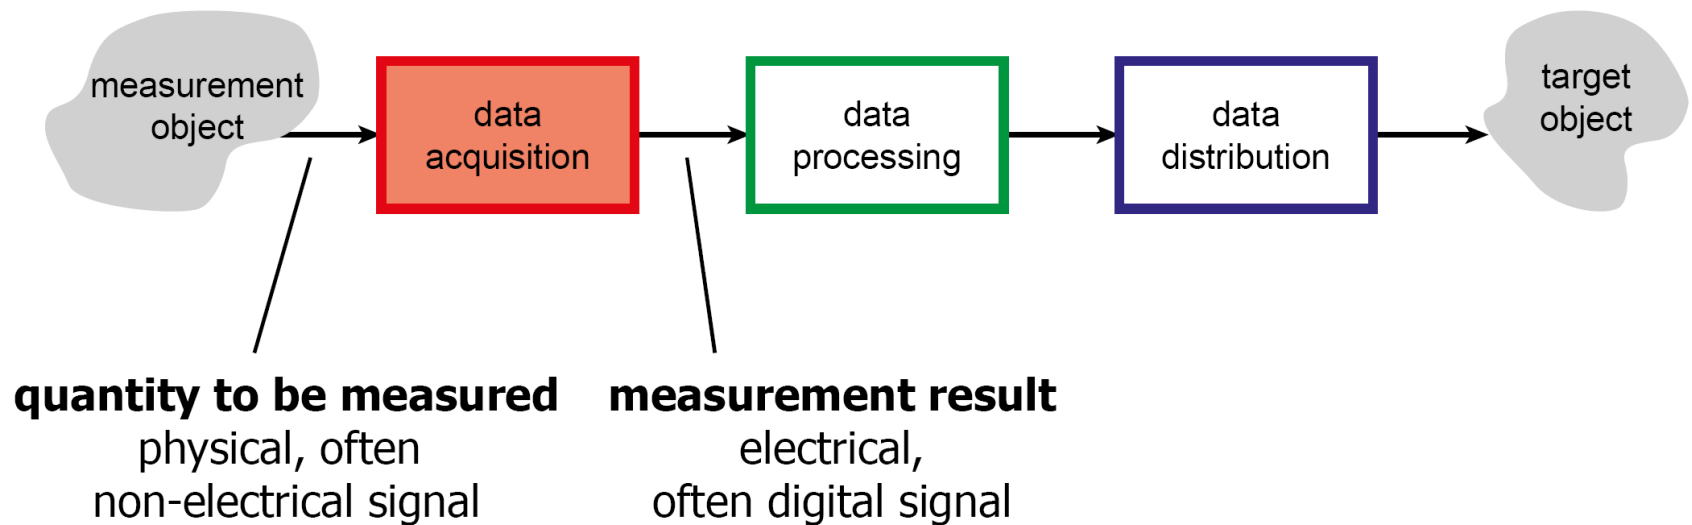 measurement
object
data
acquisition
data
processing
data
distribution
target
object
quantity to be measured
physical, often
non-electrical signal
measurement result
electrical,
often digital signal